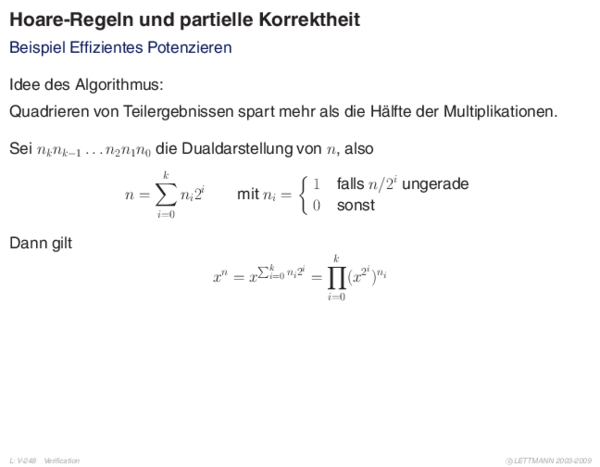 Hoare-Regeln und partielle Korrektheit
Beispiel Effizientes Potenzieren
Idee des Algorithmus:
Quadrieren von Teilergebnissen spart mehr als die Hälfte der Multiplikationen.
Sei $n_k n_{k-1} \ldots n_2 n_1 n_0$ die Dualdarstellung von $n$, also
$n = \sum_{i=0}^{k} n_i 2^i$ mit $n_i = \begin{cases} 1 & \text{falls } n/2^i \text{ ungerade} \\ 0 & \text{sonst} \end{cases}$
Dann gilt
$x^n = x^{\sum_{i=0}^{k} n_i 2^i} = \prod_{i=0}^{k} (x^{2^i})^{n_i}$
L: V-248 Verification
© LETTMANN 2003-2009